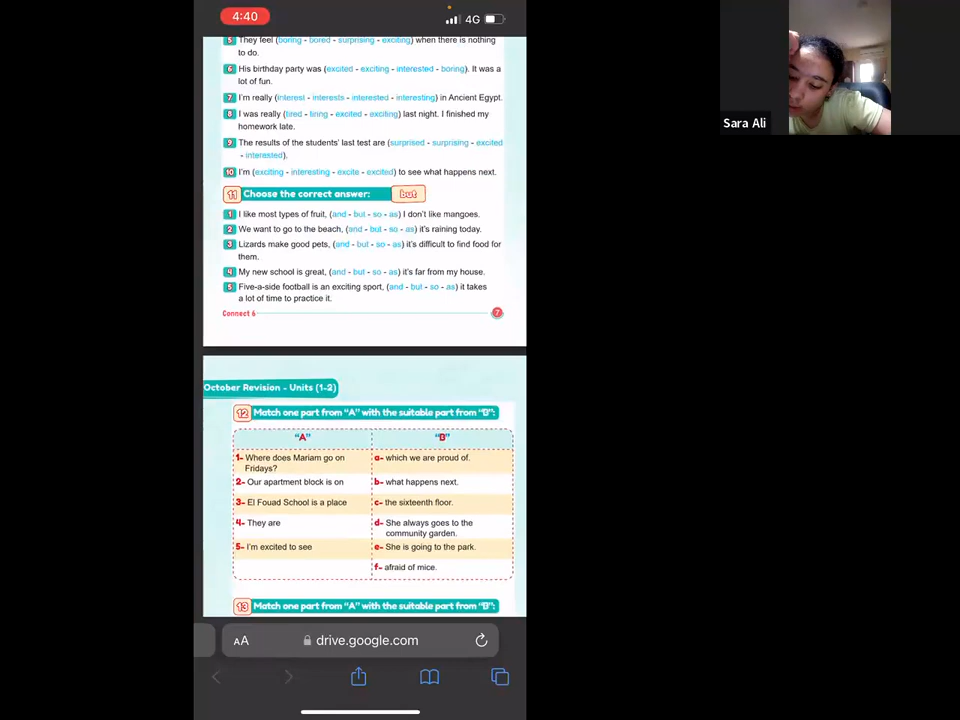 4:40
4G
5 They feel (boring - bored - surprising - exciting) when there is nothing
to do.
6 His birthday party was (excited - exciting - interested - boring). It was a
lot of fun.
7 I'm really (interest - interests - interested - interesting) in Ancient Egypt.
8 I was really (tired - tiring - excited - exciting) last night. I finished my
homework late.
9 The results of the students' last test are (surprised - surprising - excited
- interested).
10 I'm (exciting - interesting - excite - excited) to see what happens next.
11 Choose the correct answer: but
1 I like most types of fruit, (and - but - so - as) I don't like mangoes.
2 We want to go to the beach, (and - but - so - as) it's raining today.
3 Lizards make good pets, (and - but - so - as) it's difficult to find food for
them.
4 My new school is great, (and - but - so - as) it's far from my house.
5 Five-a-side football is an exciting sport, (and - but - so - as) it takes
a lot of time to practice it.
Connect 6
7
October Revision - Units (1-2)
12 Match one part from "A" with the suitable part from "B":
"A" "B"
1- Where does Mariam go on
Fridays?
a- which we are proud of.
2- Our apartment block is on
b- what happens next.
3- El Fouad School is a place
c- the sixteenth floor.
4- They are
d- She always goes to the
community garden.
5- I'm excited to see
e- She is going to the park.
f- afraid of mice.
13 Match one part from "A" with the suitable part from "B":
AA drive.google.com
Sara Ali